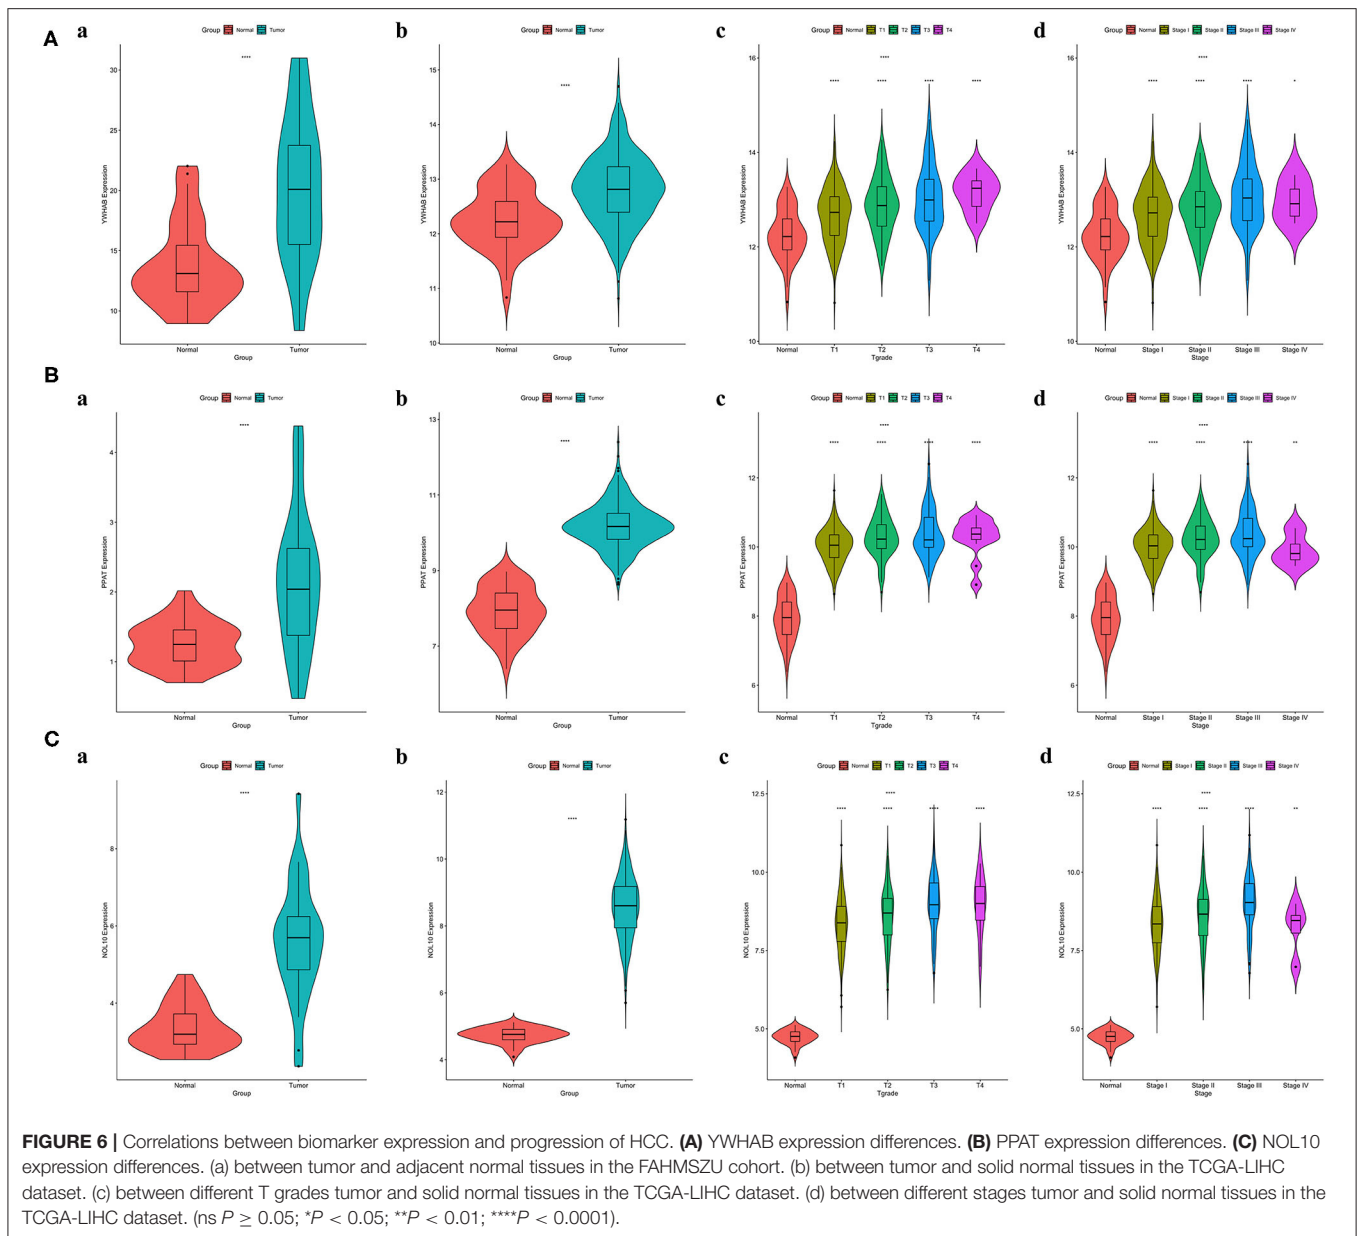 A
a
Group Normal Tumor
****
30
25
20
15
10
YWHAB Expression
Normal Tumor
Group
b
Group Normal Tumor
****
15
14
13
12
11
10
YWHAB Expression
Normal Tumor
Group
c
Group Normal T1 T2 T3 T4
****
**** **** **** ****
16
14
12
10
YWHAB Expression
Normal T1 T2 T3 T4
Tgrade
d
Group Normal Stage I Stage II Stage III Stage IV
****
**** **** **** *
16
14
12
10
YWHAB Expression
Normal Stage I Stage II Stage III Stage IV
Stage
B
a
Group Normal Tumor
****
4
3
2
1
PPAT Expression
Normal Tumor
Group
b
Group Normal Tumor
****
13
11
9
7
PPAT Expression
Normal Tumor
Group
c
Group Normal T1 T2 T3 T4
****
**** **** **** ****
12
10
8
6
PPAT Expression
Normal T1 T2 T3 T4
Tgrade
d
Group Normal Stage I Stage II Stage III Stage IV
****
**** **** **** **
12
10
8
6
PPAT Expression
Normal Stage I Stage II Stage III Stage IV
Stage
C
a
Group Normal Tumor
****
8
6
4
NOL10 Expression
Normal Tumor
Group
b
Group Normal Tumor
****
12
10
8
6
4
NOL10 Expression
Normal Tumor
Group
c
Group Normal T1 T2 T3 T4
****
**** **** **** ****
12.5
10.0
7.5
5.0
NOL10 Expression
Normal T1 T2 T3 T4
Tgrade
d
Group Normal Stage I Stage II Stage III Stage IV
****
**** **** **** **
12.5
10.0
7.5
5.0
NOL10 Expression
Normal Stage I Stage II Stage III Stage IV
Stage
FIGURE 6 | Correlations between biomarker expression and progression of HCC. (A) YWHAB expression differences. (B) PPAT expression differences. (C) NOL10
expression differences. (a) between tumor and adjacent normal tissues in the FAHMSZU cohort. (b) between tumor and solid normal tissues in the TCGA-LIHC
dataset. (c) between different T grades tumor and solid normal tissues in the TCGA-LIHC dataset. (d) between different stages tumor and solid normal tissues in the
TCGA-LIHC dataset. (ns P ≥ 0.05; *P < 0.05; **P < 0.01; ****P < 0.0001).